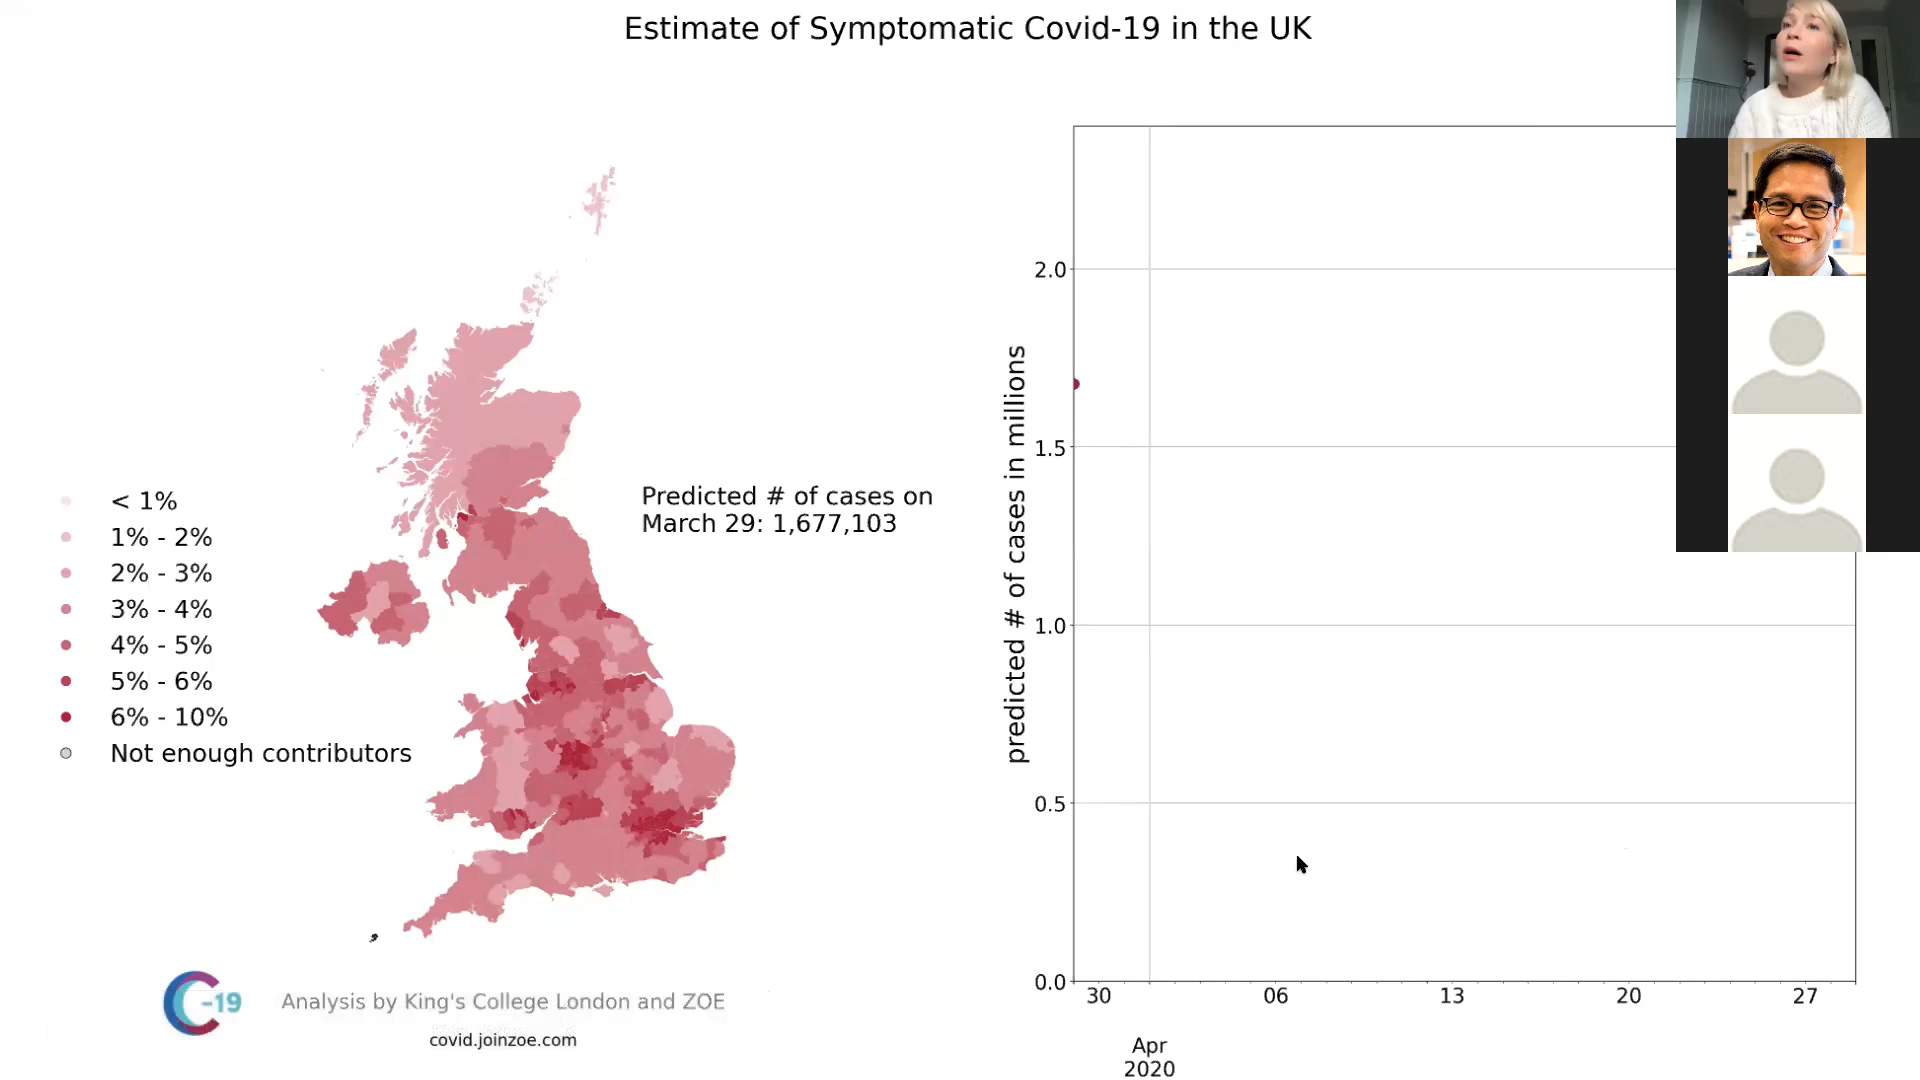 Estimate of Symptomatic Covid-19 in the UK
< 1%
1% - 2%
2% - 3%
3% - 4%
4% - 5%
5% - 6%
6% - 10%
Not enough contributors
Predicted # of cases on
March 29: 1,677,103
predicted # of cases in millions
2.0
1.5
1.0
0.5
0.0
30
06
13
20
27
Apr
2020
-19
Analysis by King's College London and ZOE
covid.joinzoe.com